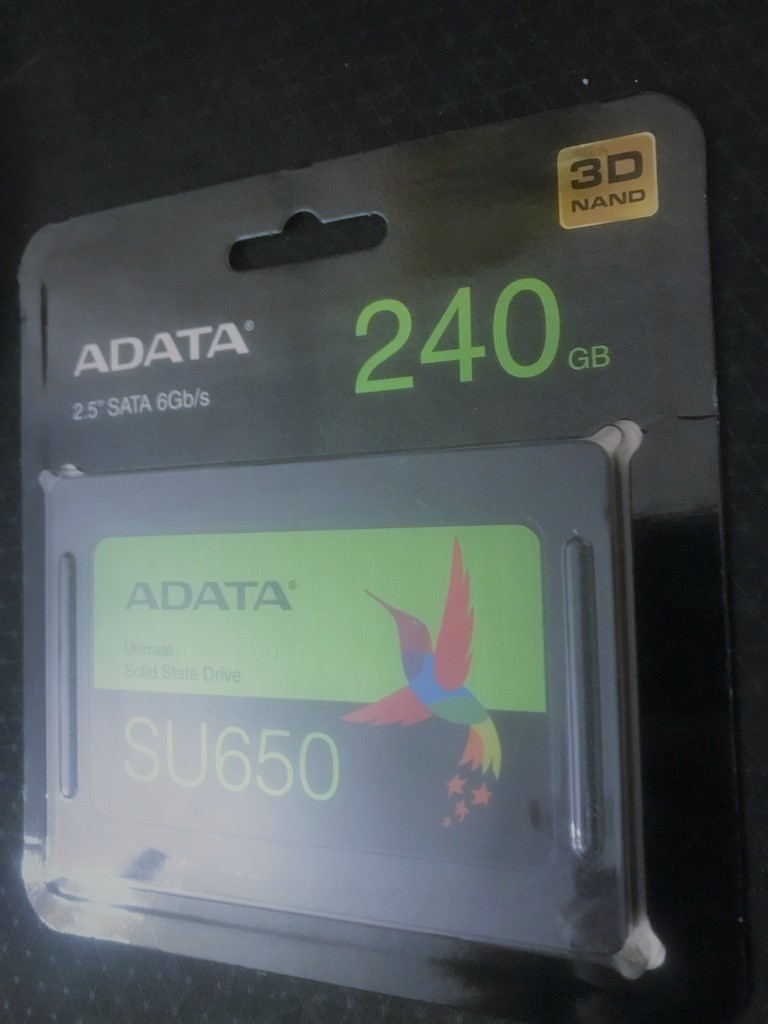 3D
NAND
ADATA®
240 GB
2.5" SATA 6Gb/s
ADATA®
Ultimate
Solid State Drive
SU650